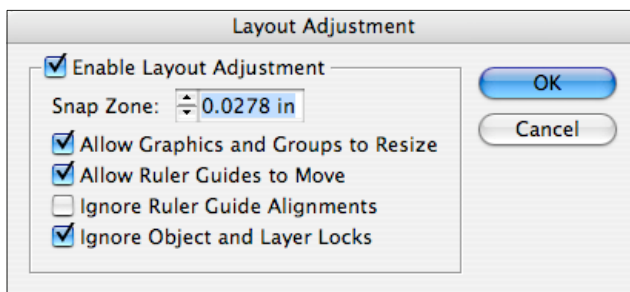 Layout Adjustment
Enable Layout Adjustment
Snap Zone: 0.0278 in
Allow Graphics and Groups to Resize
Allow Ruler Guides to Move
Ignore Ruler Guide Alignments
Ignore Object and Layer Locks
OK
Cancel